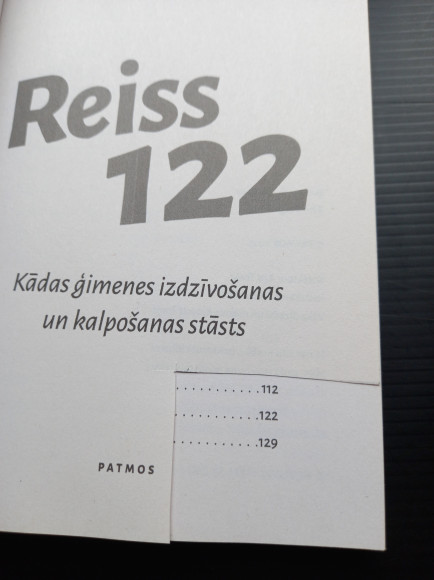 Reiss
122
Kādas ģimenes izdzīvošanas
un kalpošanas stāsts
...........112
...........122
...........129
PATMOS